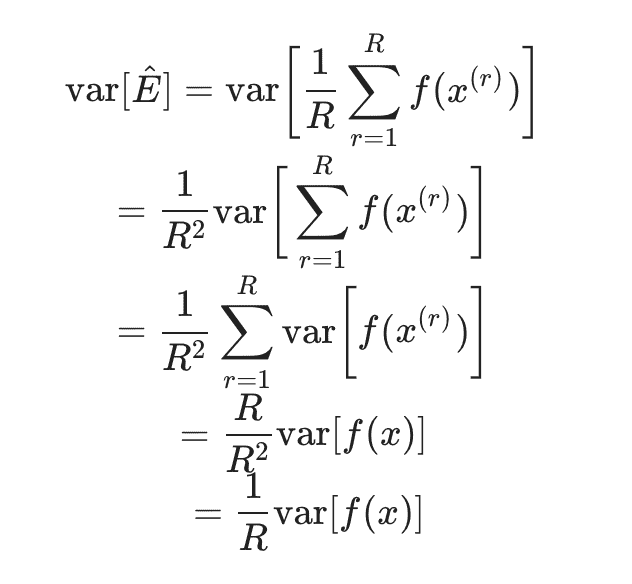 var[Ê] = var[1/R ∑_{r=1}^{R} f(x^{(r)})]
= 1/R² var[∑_{r=1}^{R} f(x^{(r)})]
= 1/R² ∑_{r=1}^{R} var[f(x^{(r)})]
= R/R² var[f(x)]
= 1/R var[f(x)]